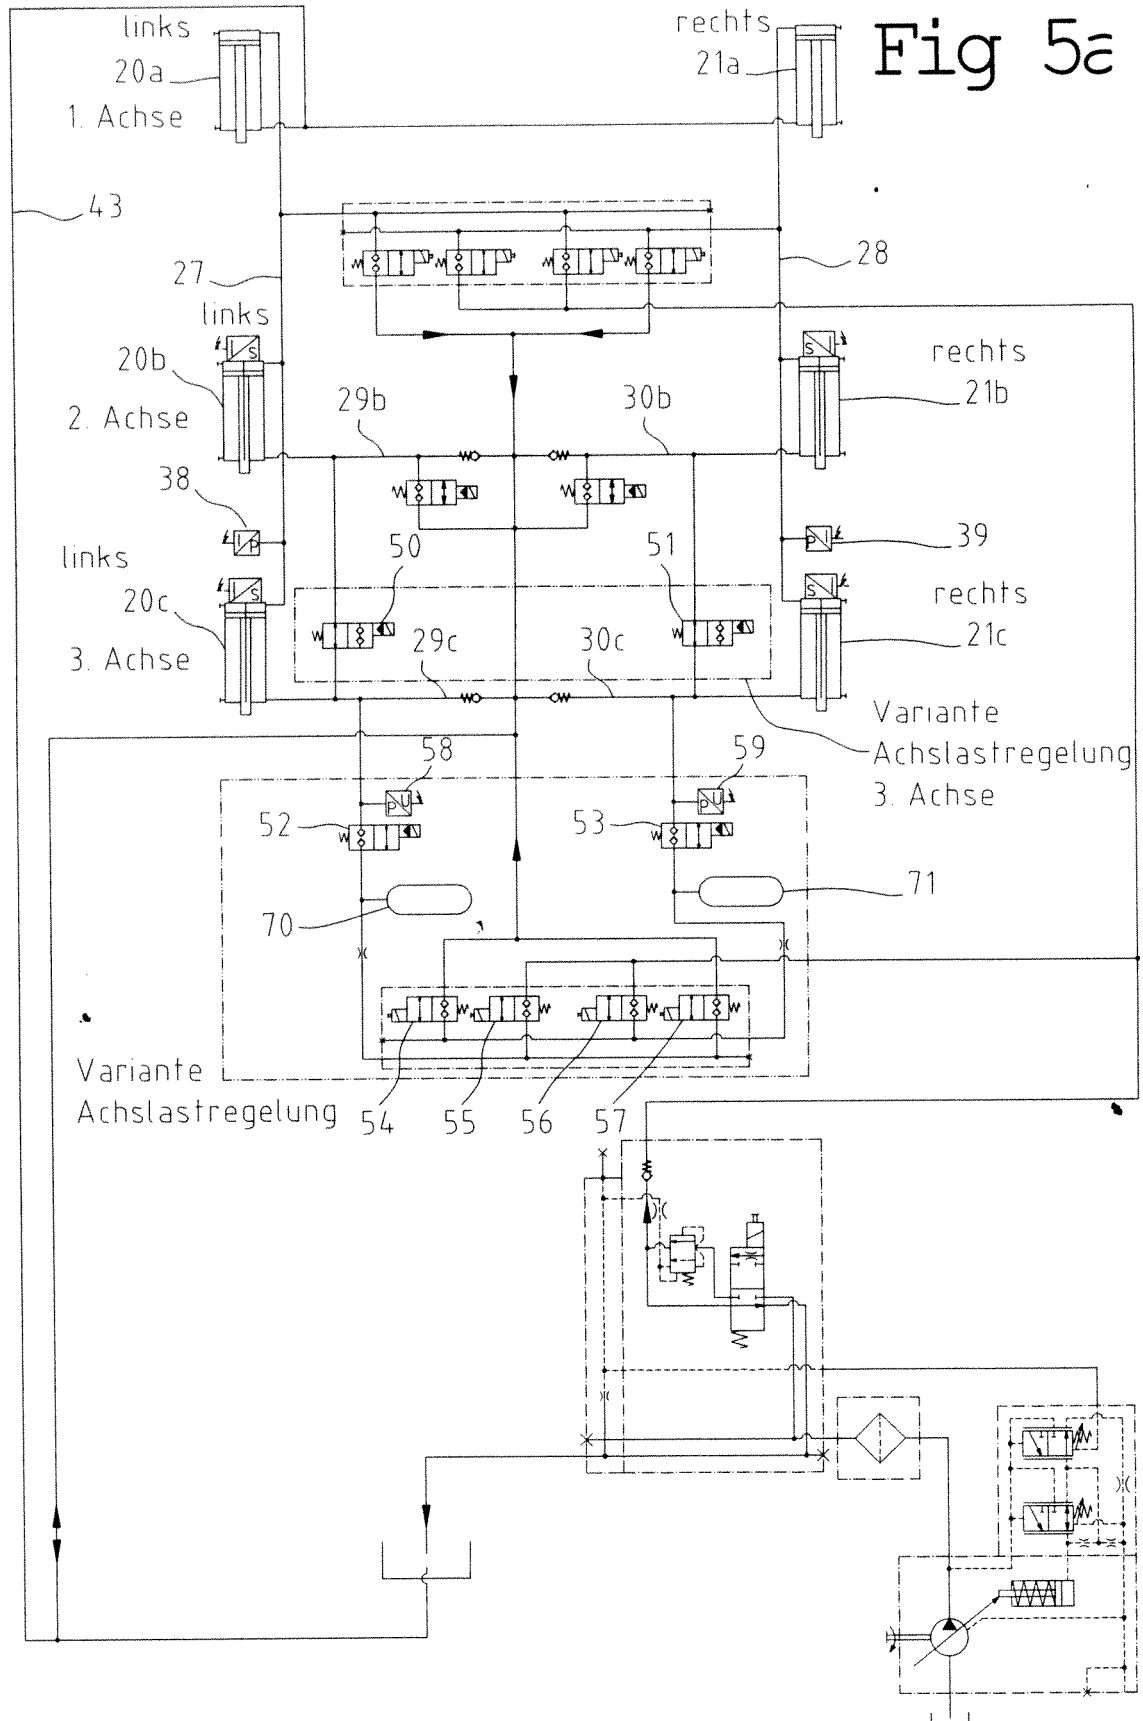 links
rechts
Fig 5a
20a
21a
1. Achse
43
27
28
links
rechts
20b
21b
2. Achse
29b
30b
38
39
links
50
51
20c
rechts
3. Achse
29c
30c
21c
Variante
Achslastregelung
3. Achse
58
59
52
53
70
71
Variante
Achslastregelung
54
55
56
57
S
S
I
P
P
I
S
S
P
U
P
U